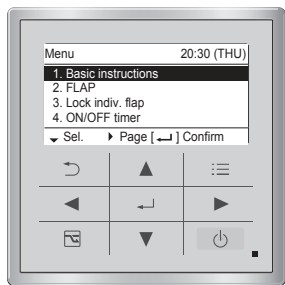 Menu 20:30 (THU)
1. Basic instructions
2. FLAP
3. Lock indiv. flap
4. ON/OFF timer
Sel. Page [ ] Confirm